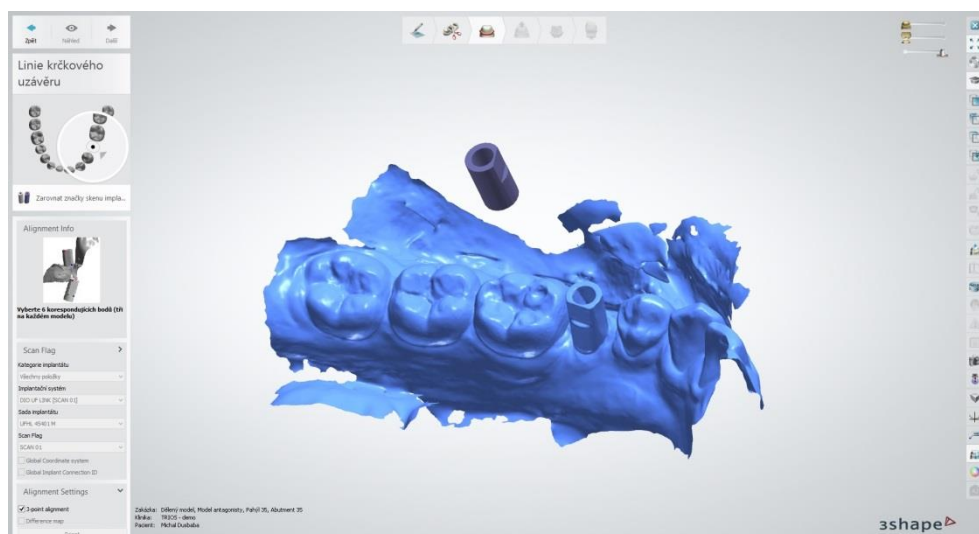 Zpět
Náhled
Další
Linie krčkového
uzávěru
Zarovnat značky skenu impla...
Alignment Info
Vyberte 6 korespondujících bodů (tři
na každém modelu)
Scan Flag
Kategorie implantátu
Všechny položky
Implantační systém
DIO UF LINK [SCAN 01]
Sada implantátu
Scan Flag
SCAN 01
Global Coordinate system
Global Implant Connection ID
Alignment Settings
3-point alignment
Difference map
Zakázka: Dělený model, Model antagonisty, Pahýl 35, Abutment 35
Klinika: TRIOS - demo
Pacient: Michal Dusbaba
3shape